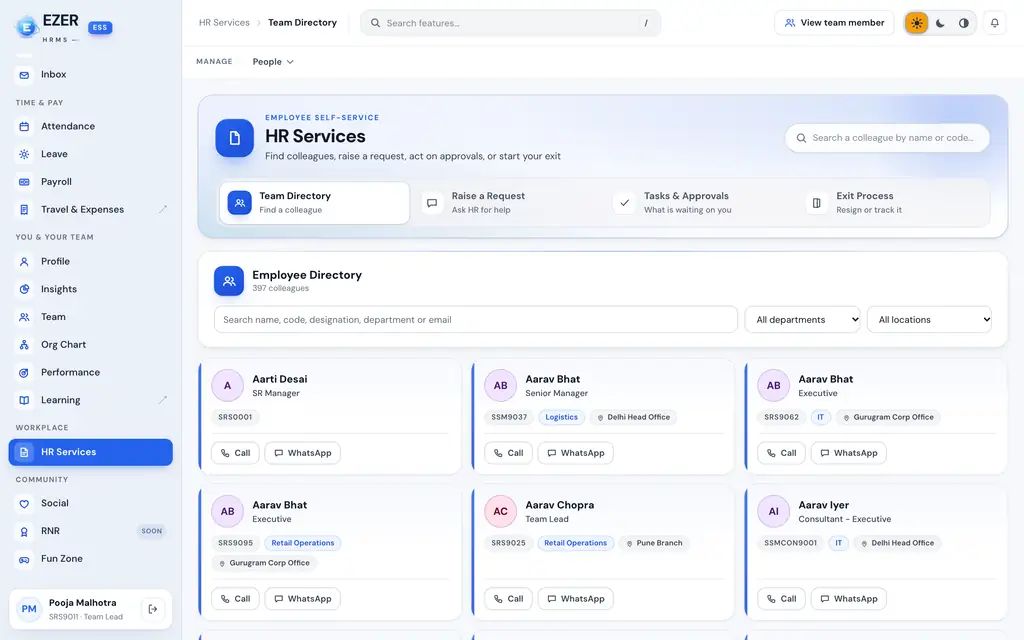 EZER
HRMS
ESS
Inbox
TIME & PAY
Attendance
Leave
Payroll
Travel & Expenses
YOU & YOUR TEAM
Profile
Insights
Team
Org Chart
Performance
Learning
WORKPLACE
HR Services
COMMUNITY
Social
RNR
SOON
Fun Zone
PM
Pooja Malhotra
SRS9011 · Team Lead
HR Services > Team Directory
Search features...
/
View team member
MANAGE
People
EMPLOYEE SELF-SERVICE
HR Services
Find colleagues, raise a request, act on approvals, or start your exit
Search a colleague by name or code...
Team Directory
Find a colleague
Raise a Request
Ask HR for help
Tasks & Approvals
What is waiting on you
Exit Process
Resign or track it
Employee Directory
397 colleagues
Search name, code, designation, department or email
All departments
All locations
A
Aarti Desai
SR Manager
SRS0001
Call
WhatsApp
AB
Aarav Bhat
Senior Manager
SSM9037
Logistics
Delhi Head Office
Call
WhatsApp
AB
Aarav Bhat
Executive
SRS9062
IT
Gurugram Corp Office
Call
WhatsApp
AB
Aarav Bhat
Executive
SRS9095
Retail Operations
Gurugram Corp Office
Call
WhatsApp
AC
Aarav Chopra
Team Lead
SRS9025
Retail Operations
Pune Branch
Call
WhatsApp
AI
Aarav Iyer
Consultant - Executive
SSMCON9001
IT
Delhi Head Office
Call
WhatsApp